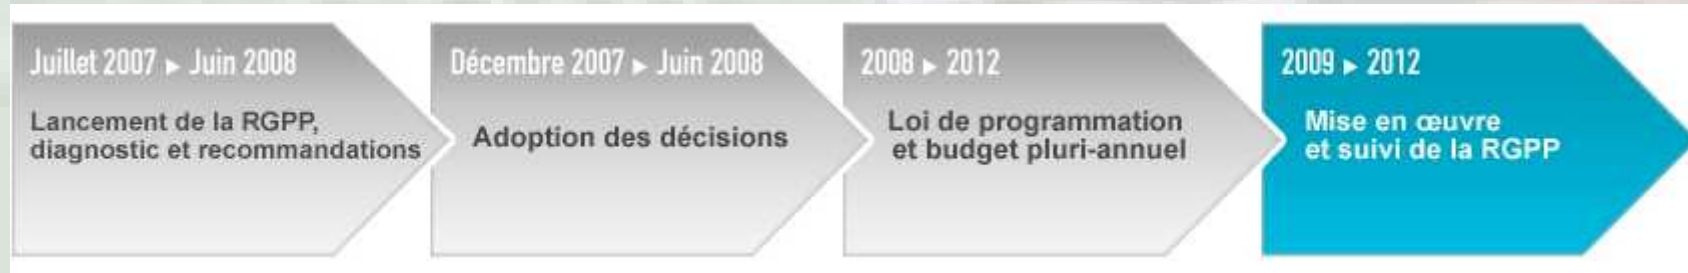 Juillet 2007 ► Juin 2008
Lancement de la RGPP,
diagnostic et recommandations
Décembre 2007 ► Juin 2008
Adoption des décisions
2008 ► 2012
Loi de programmation
et budget pluri-annuel
2009 ► 2012
Mise en œuvre
et suivi de la RGPP